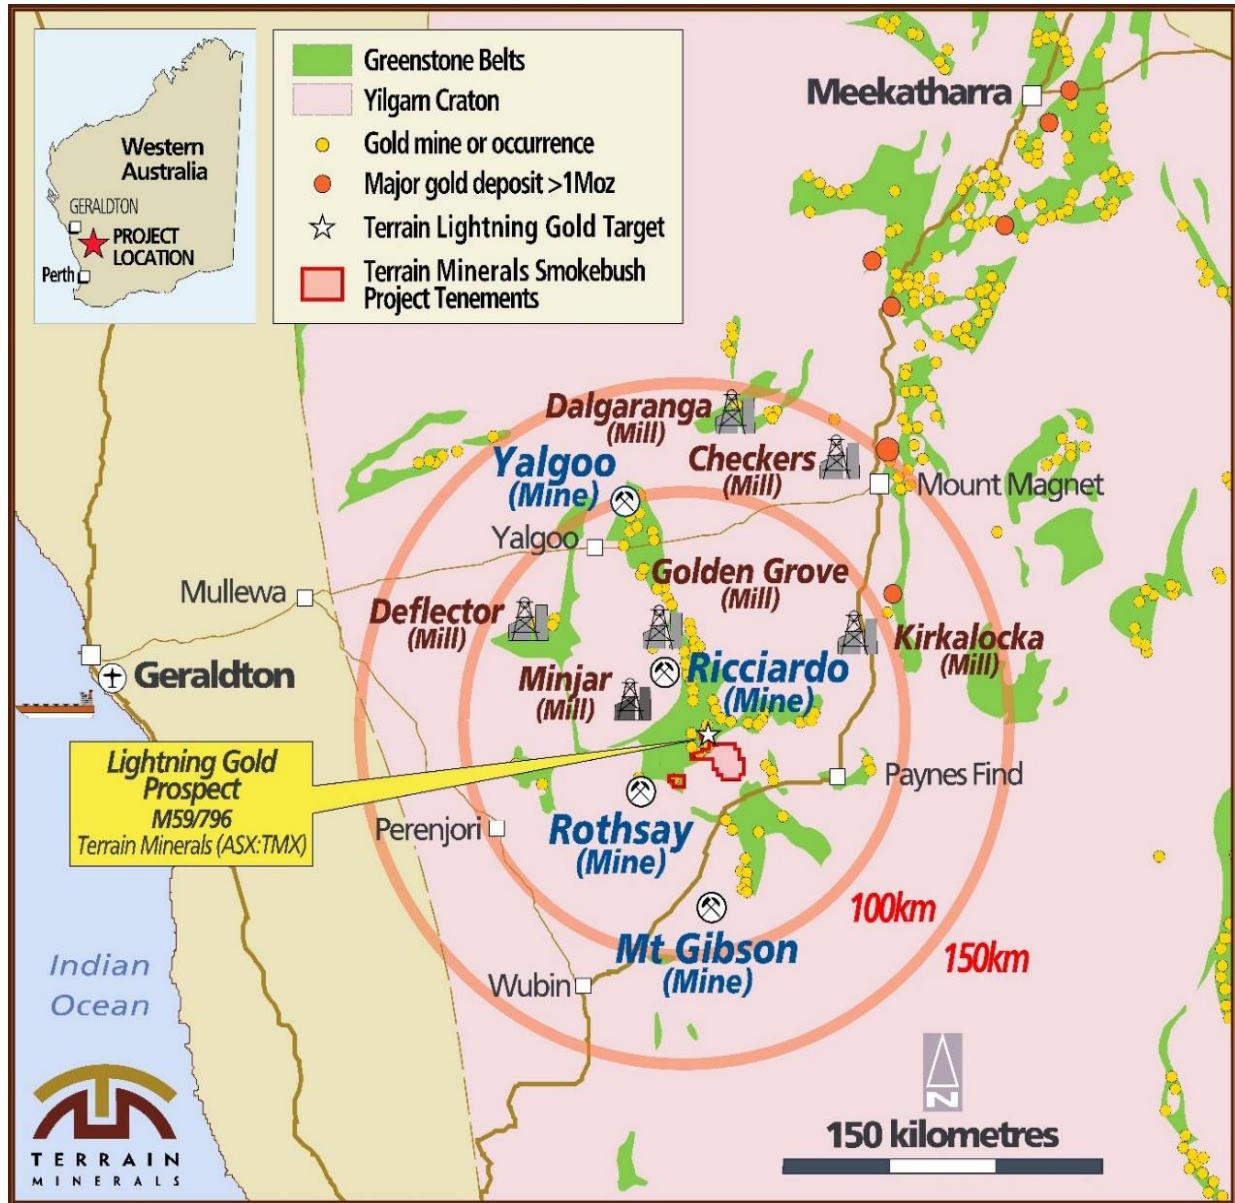 Western
Australia
GERALDTON
PROJECT
LOCATION
Perth
Greenstone Belts
Yilgarn Craton
Gold mine or occurrence
Major gold deposit >1Moz
Terrain Lightning Gold Target
Terrain Minerals Smokebush
Project Tenements
Meekatharra
Dalgaranga
(Mill)
Checkers
(Mill)
Yalgoo
(Mine)
Mount Magnet
Yalgoo
Golden Grove
(Mill)
Mullewa
Deflector
(Mill)
Kirkalocka
(Mill)
Geraldton
Minjar
(Mill)
Ricciardo
(Mine)
Lightning Gold
Prospect
M59/796
Terrain Minerals (ASX:TMX)
Paynes Find
Perenjori
Rothsay
(Mine)
100km
150km
Mt Gibson
(Mine)
Indian
Ocean
Wubin
N
150 kilometres
TERRAIN
MINERALS